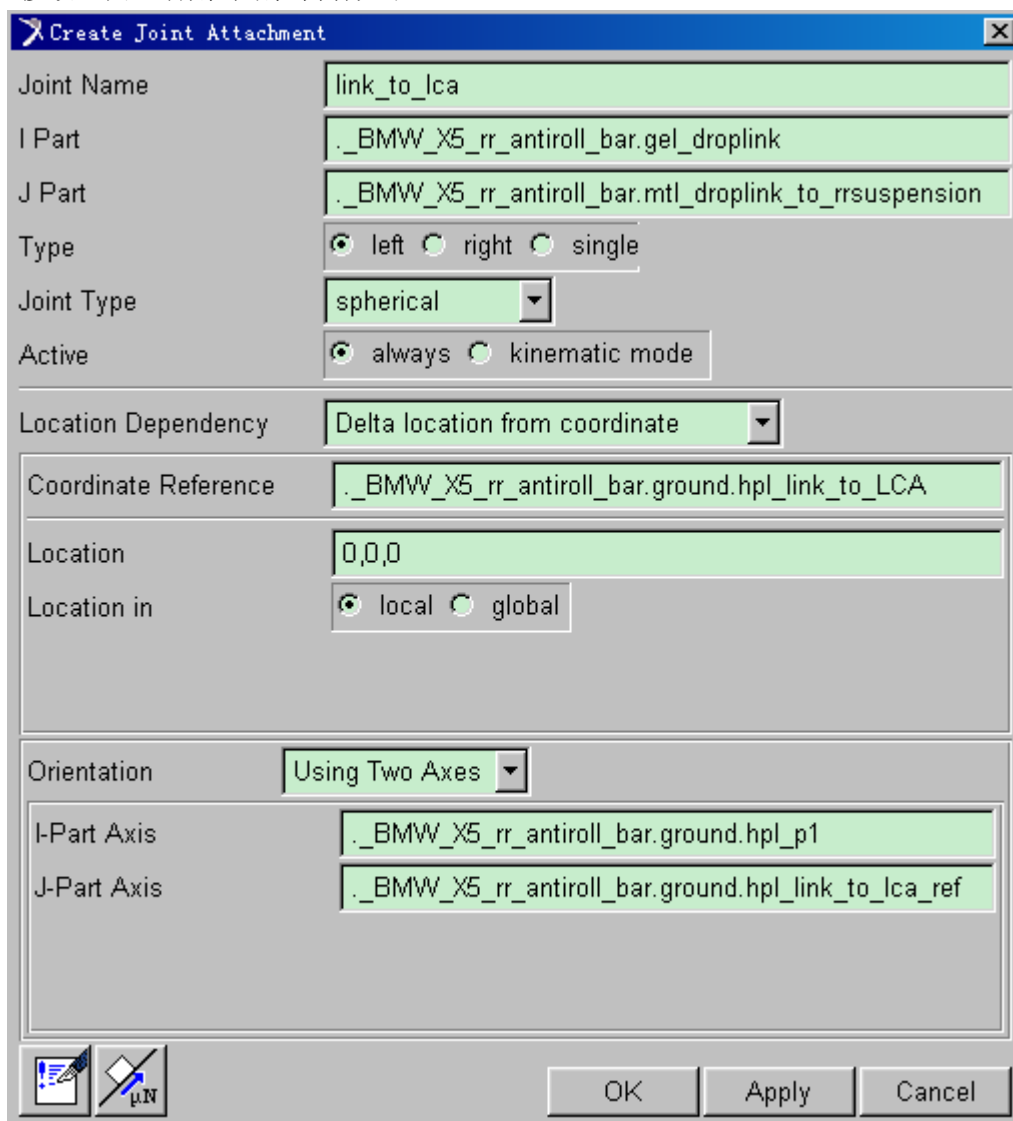 Create Joint Attachment
Joint Name link_to_lca
I Part ._BMW_X5_rr_antiroll_bar.gel_droplink
J Part ._BMW_X5_rr_antiroll_bar.mtl_droplink_to_rrsuspension
Type left right single
Joint Type spherical
Active always kinematic mode
Location Dependency Delta location from coordinate
Coordinate Reference ._BMW_X5_rr_antiroll_bar.ground.hpl_link_to_LCA
Location 0,0,0
Location in local global
Orientation Using Two Axes
I-Part Axis ._BMW_X5_rr_antiroll_bar.ground.hpl_p1
J-Part Axis ._BMW_X5_rr_antiroll_bar.ground.hpl_link_to_lca_ref
μN OK Apply Cancel